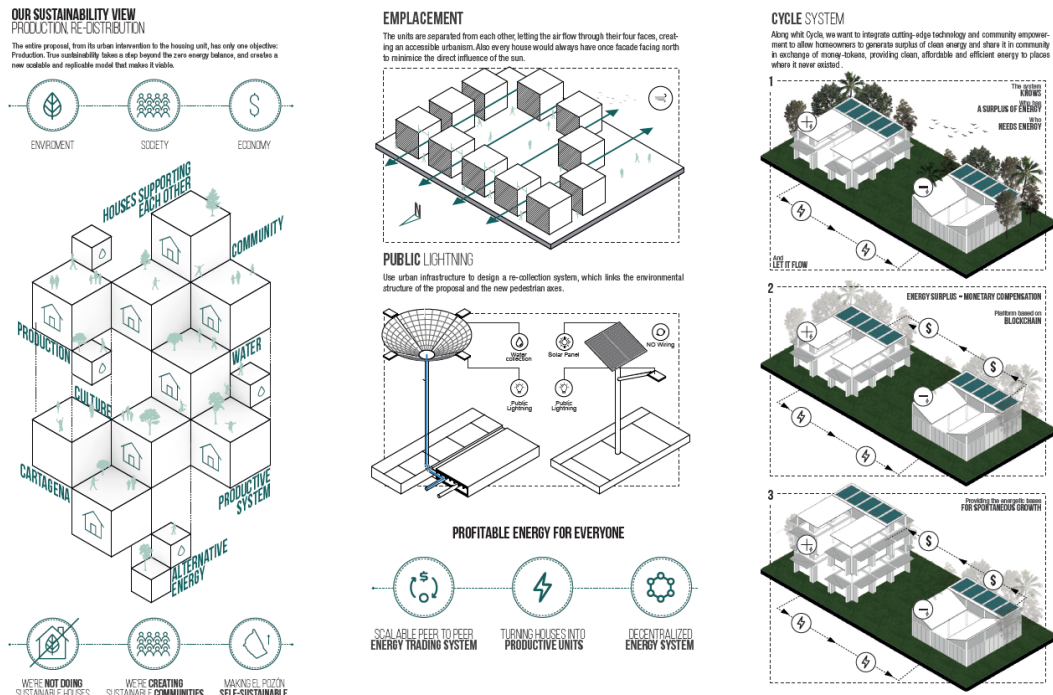 OUR SUSTAINABILITY VIEW
PRODUCTION, RE-DISTRIBUTION
The entire proposal, from its urban intervention to the housing unit, has only one objective:
Production. True sustainability takes a step beyond the zero energy balance, and creates a
new scalable and replicable model that makes it viable.
ENVIROMENT
SOCIETY
ECONOMY
HOUSES SUPPORTING
EACH OTHER
COMMUNITY
PRODUCTION
WATER
CULTURE
CARTAGENA
PRODUCTIVE
SYSTEM
ALTERNATIVE
ENERGY
WE'RE NOT DOING
SUSTAINABLE HOUSES
WE'RE CREATING
SUSTAINABLE COMMUNITIES
MAKING EL POZÓN
SELF-SUSTAINABLE
EMPLACEMENT
The units are separated from each other, letting the air flow through their four faces, creat-
ing an accessible urbanism. Also every house would always have once facade facing north
to minimice the direct influence of the sun.
N
PUBLIC LIGHTNING
Use urban infrastructure to design a re-collection system, which links the environmental
structure of the proposal and the new pedestrian axes.
Water
collection
Solar Panel
NO Wiring
Public
Lightning
Public
Lightning
PROFITABLE ENERGY FOR EVERYONE
SCALABLE PEER TO PEER
ENERGY TRADING SYSTEM
TURNING HOUSES INTO
PRODUCTIVE UNITS
DECENTRALIZED
ENERGY SYSTEM
CYCLE SYSTEM
Along whit Cycle, we want to integrate cutting-edge technology and community empower-
ment to allow homeowners to generate surplus of clean energy and share it in community
in exchange of money-tokens, providing clean, affordable and efficient energy to places
where it never existed .
1
The system
KNOWS
Who has
A SURPLUS OF ENERGY
Who
NEEDS ENERGY
And
LET IT FLOW
2
ENERGY SURPLUS = MONETARY COMPENSATION
Platform based on
BLOCKCHAIN
3
Providing the energetic bases
FOR SPONTANEOUS GROWTH